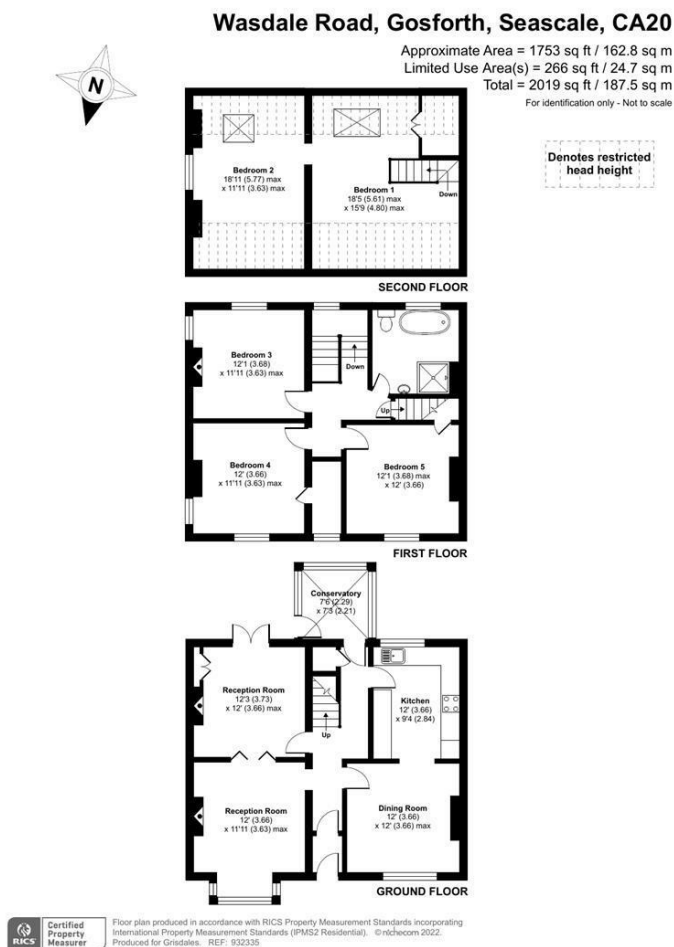 Wasdale Road, Gosforth, Seascale, CA20
Approximate Area = 1753 sq ft / 162.8 sq m
Limited Use Area(s) = 266 sq ft / 24.7 sq m
Total = 2019 sq ft / 187.5 sq m
For identification only - Not to scale
N
Denotes restricted
head height
Bedroom 2
18'11 (5.77) max
x 11'11 (3.63) max
Bedroom 1
18'5 (5.61) max
x 15'9 (4.80) max
Down
SECOND FLOOR
Bedroom 3
12'1 (3.68)
x 11'11 (3.63) max
Down
Up
Bedroom 4
12' (3.66)
x 11'11 (3.63) max
Bedroom 5
12'1 (3.68) max
x 12' (3.66)
FIRST FLOOR
Conservatory
7'6 (2.29)
x 7'3 (2.21)
Reception Room
12'3 (3.73)
x 12' (3.66) max
Up
Kitchen
12' (3.66)
x 9'4 (2.84)
Reception Room
12' (3.66)
x 11'11 (3.63) max
Dining Room
12' (3.66)
x 12' (3.66) max
GROUND FLOOR
RICS
Certified
Property
Measurer
Floor plan produced in accordance with RICS Property Measurement Standards incorporating
International Property Measurement Standards (IPMS2 Residential). © nichecom 2022.
Produced for Grisdales. REF: 932335